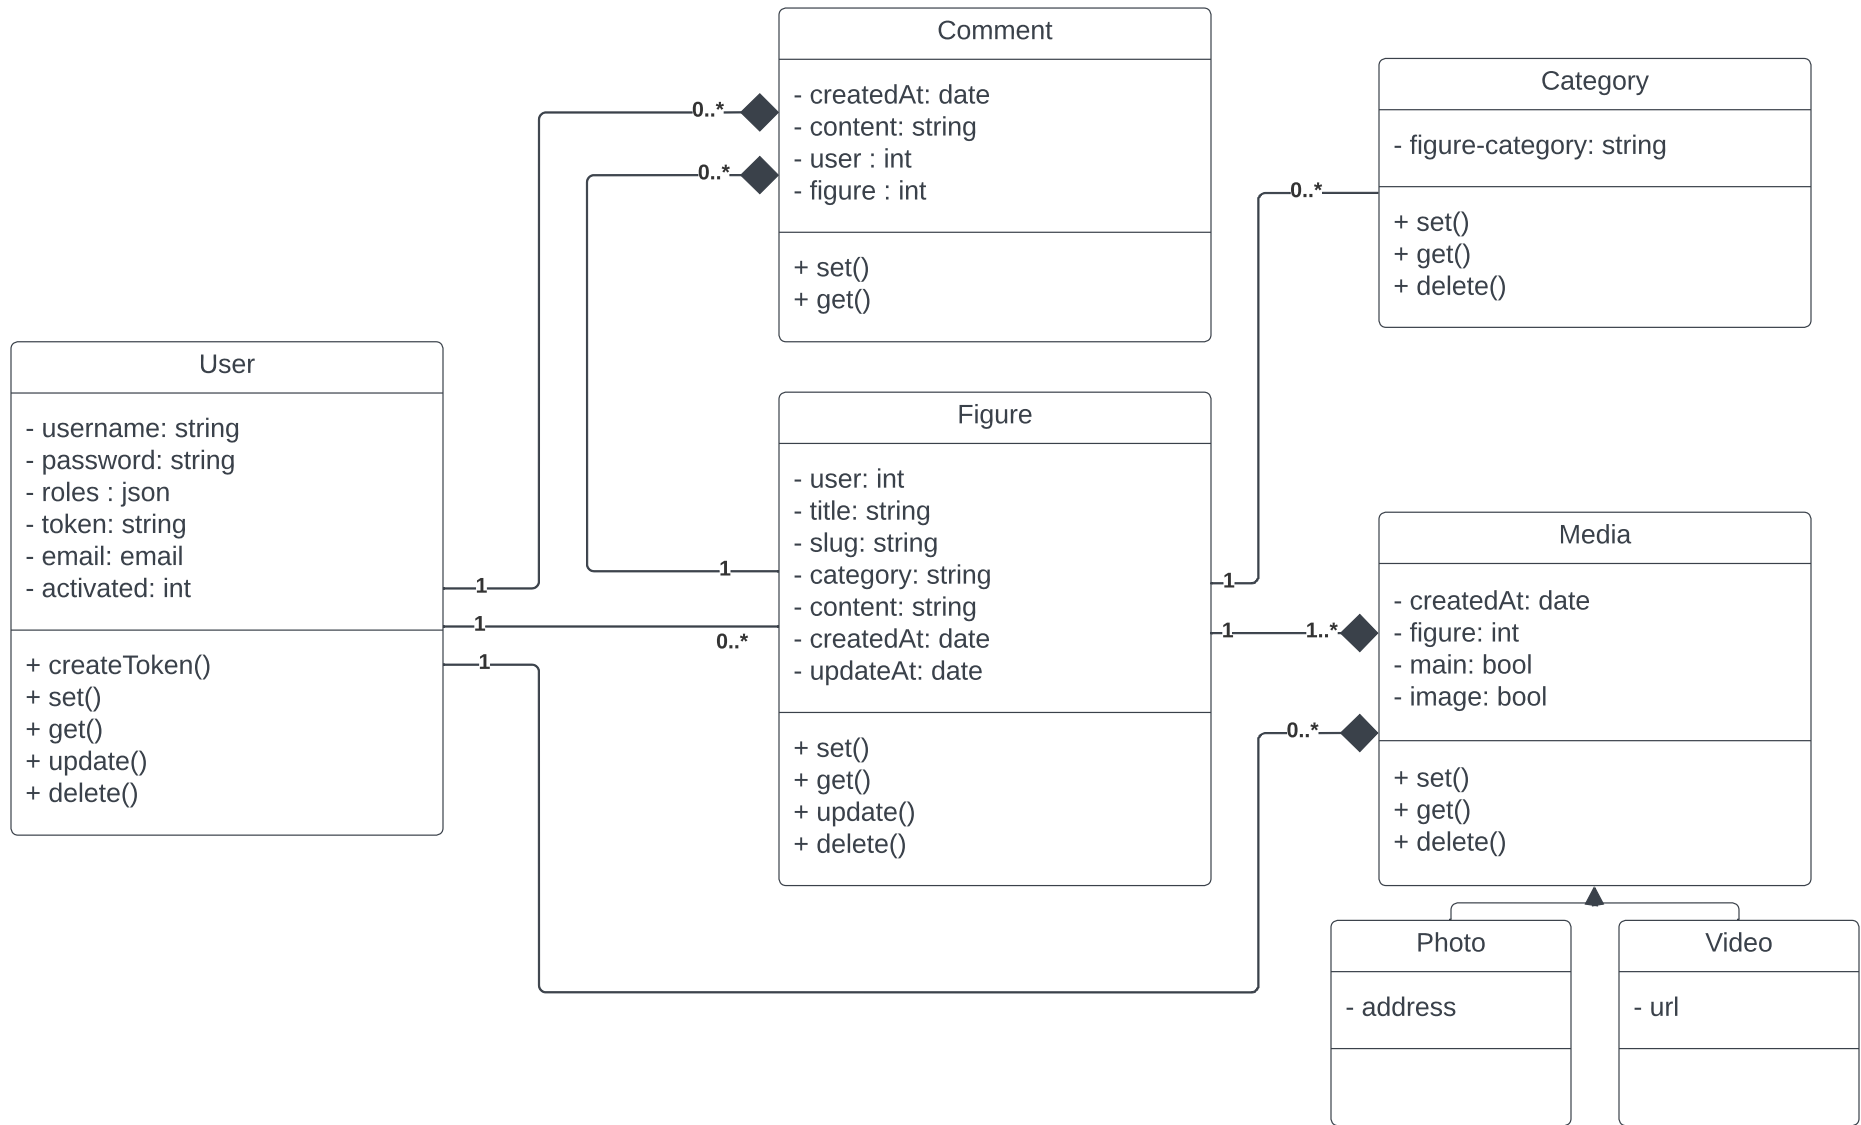 Comment
- createdAt: date
- content: string
- user : int
- figure : int
+ set()
+ get()
0..*
0..*
Category
- figure-category: string
+ set()
+ get()
+ delete()
0..*
User
- username: string
- password: string
- roles : json
- token: string
- email: email
- activated: int
+ createToken()
+ set()
+ get()
+ update()
+ delete()
1
1
1
Figure
- user: int
- title: string
- slug: string
- category: string
- content: string
- createdAt: date
- updateAt: date
+ set()
+ get()
+ update()
+ delete()
1
0..*
1
1
1..*
0..*
Media
- createdAt: date
- figure: int
- main: bool
- image: bool
+ set()
+ get()
+ delete()
Photo
- address
Video
- url